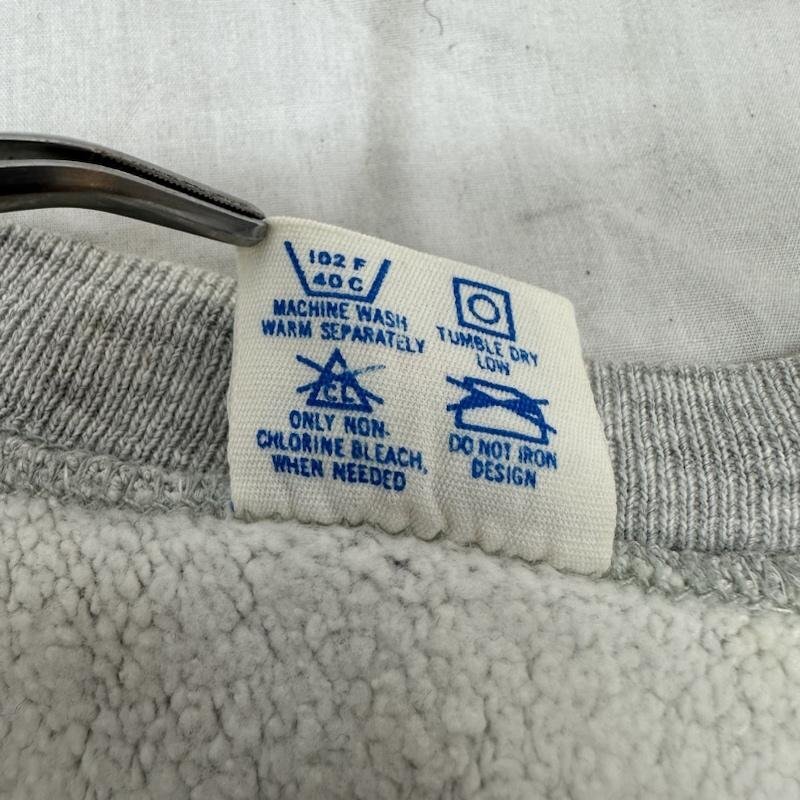 102 F
40 C
MACHINE WASH
WARM SEPARATELY
TUMBLE DRY
LOW
CL
ONLY NON-
CHLORINE BLEACH,
WHEN NEEDED
DO NOT IRON
DESIGN